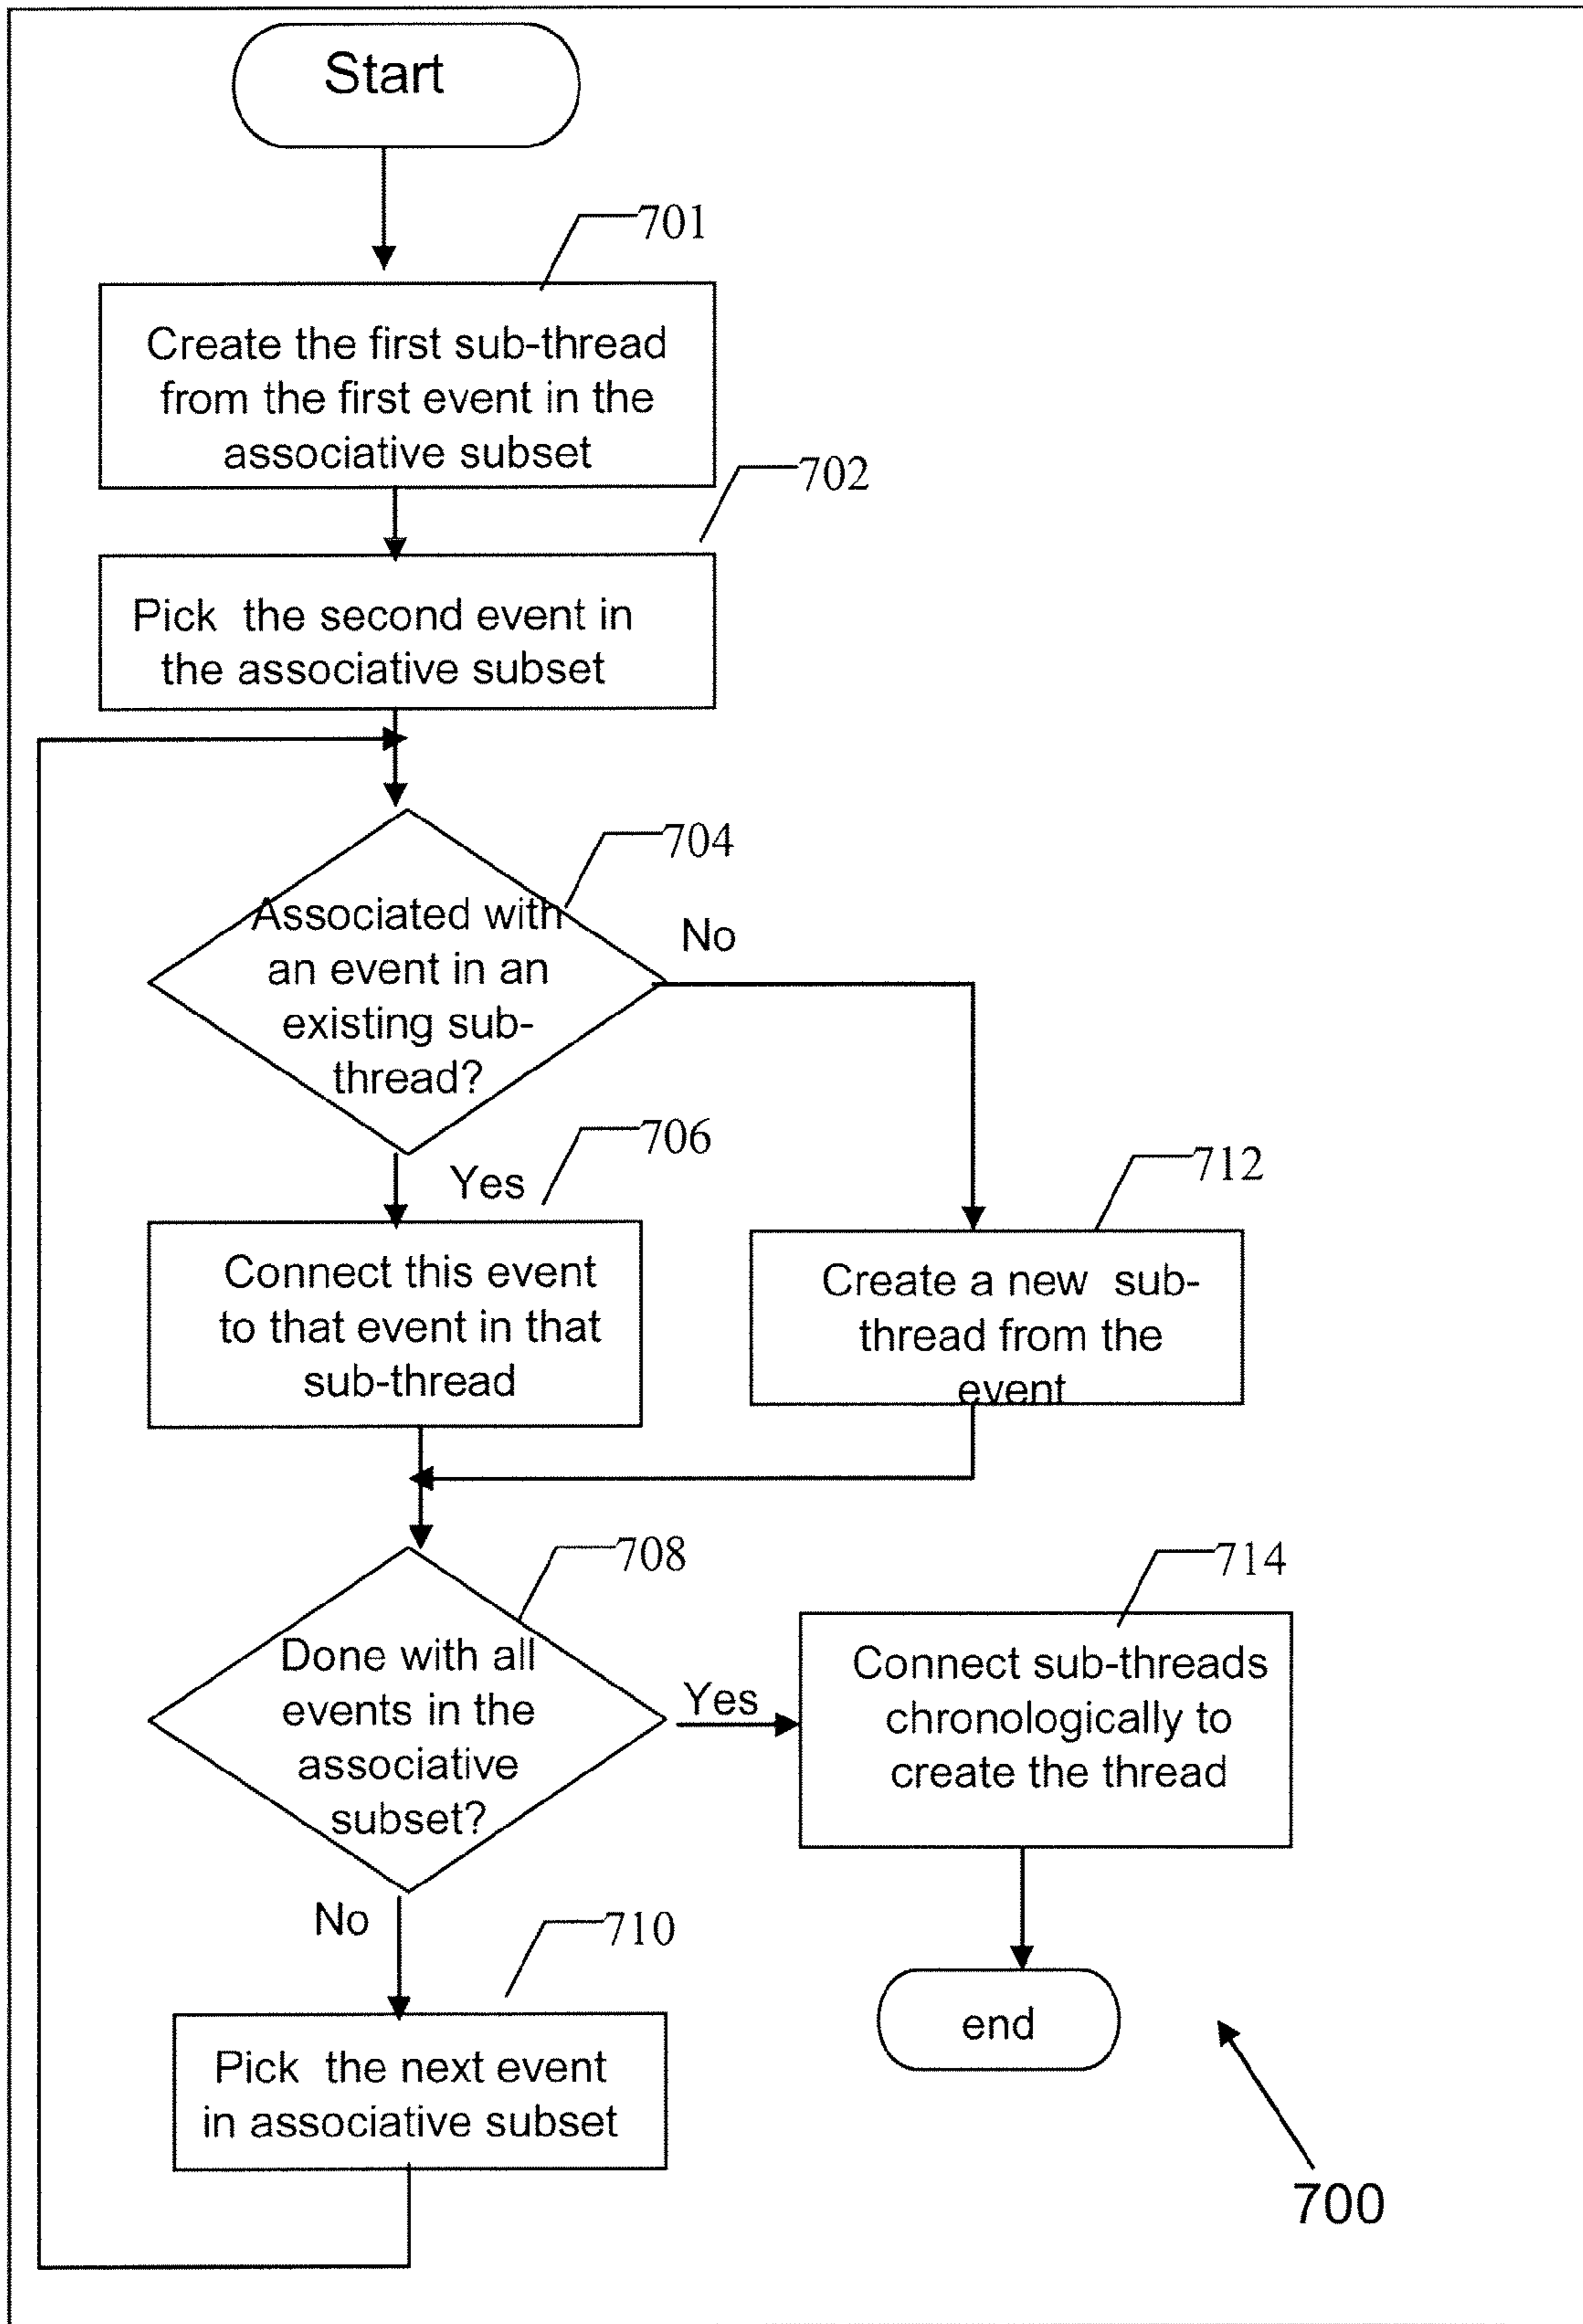 Start
701
Create the first sub-thread
from the first event in the
associative subset
702
Pick the second event in
the associative subset
704
Associated with
an event in an
existing sub-
thread?
No
Yes
706
Connect this event
to that event in that
sub-thread
712
Create a new sub-
thread from the
event
708
Done with all
events in the
associative
subset?
Yes
714
Connect sub-threads
chronologically to
create the thread
No
710
Pick the next event
in associative subset
end
700